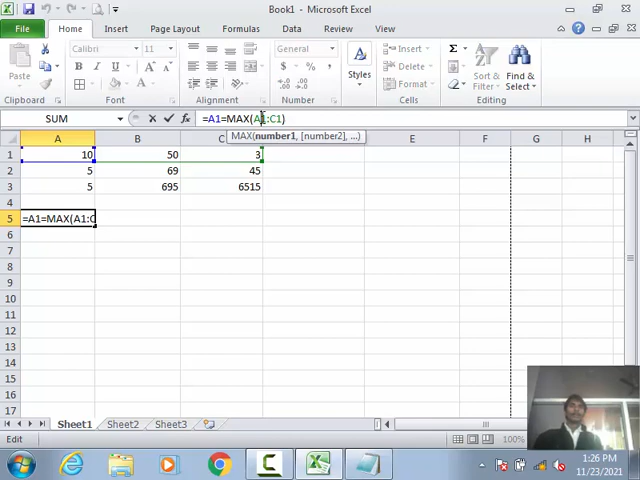 Book1 - Microsoft Excel
File Home Insert Page Layout Formulas Data Review View
Calibri 11 General Insert Σ
Paste B I U $ % , Delete Styles Sort & Filter Find & Select
Format
Clipboard Font Alignment Number Cells Editing
SUM fx =A1=MAX(A1:C1)
MAX(number1, [number2], ...)
A B C D E F G H
1 10 50 3
2 5 69 45
3 5 695 6515
4
5 =A1=MAX(A1:C
6
7
8
9
10
11
12
13
14
15
16
17
Sheet1 Sheet2 Sheet3
Edit 100%
1:26 PM
11/23/2021